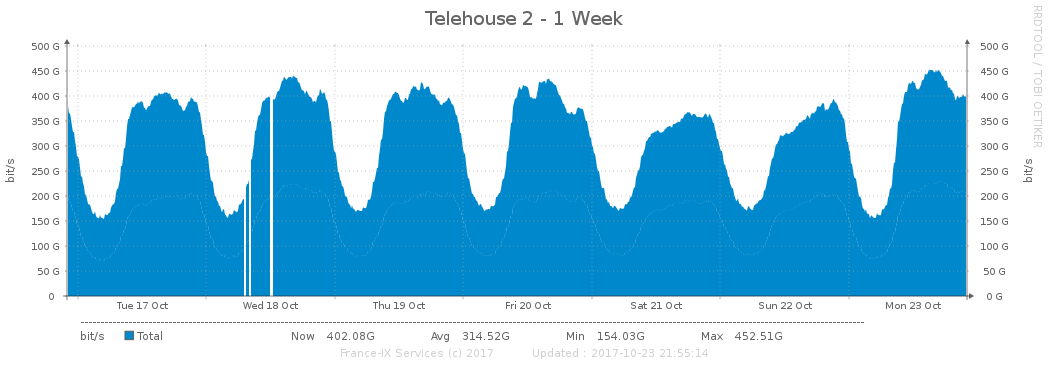 Telehouse 2 - 1 Week
RRDTOOL / TOBI OETIKER
500 G 500 G
450 G 450 G
400 G 400 G
350 G 350 G
300 G 300 G
250 G 250 G
200 G 200 G
150 G 150 G
100 G 100 G
50 G 50 G
0 0 G
bit/s bit/s
Tue 17 Oct Wed 18 Oct Thu 19 Oct Fri 20 Oct Sat 21 Oct Sun 22 Oct Mon 23 Oct
bit/s Total Now 402.08G Avg 314.52G Min 154.03G Max 452.51G
France-IX Services (c) 2017 Updated : 2017-10-23 21:55:14